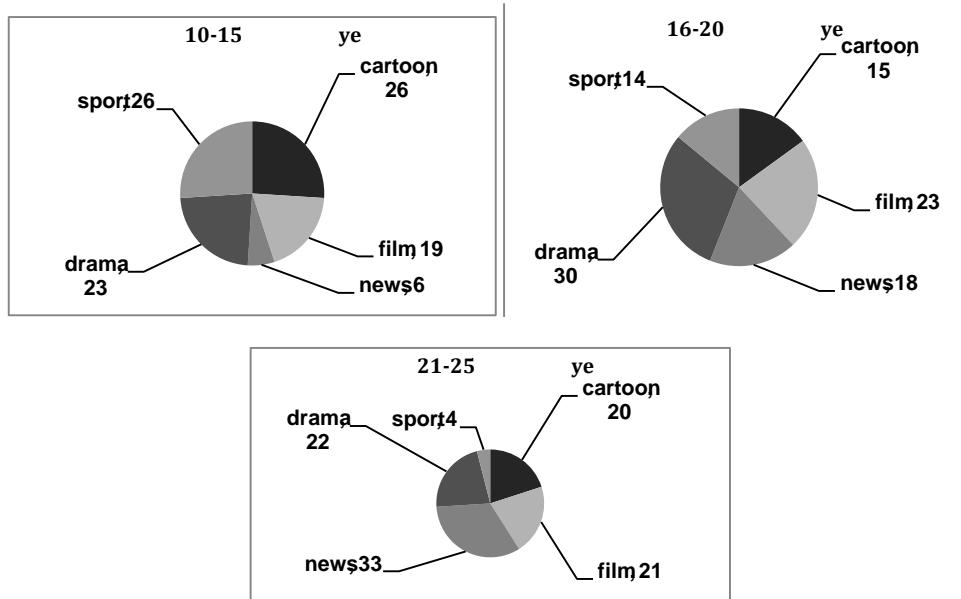 10-15 ye
cartoon,
26
sport,26
film,19
drama,
23
news,6
16-20 ye
cartoon,
15
sport,14
film,23
drama,
30
news,18
21-25 ye
cartoon,
20
drama,
22
sport,4
news,33
film,21